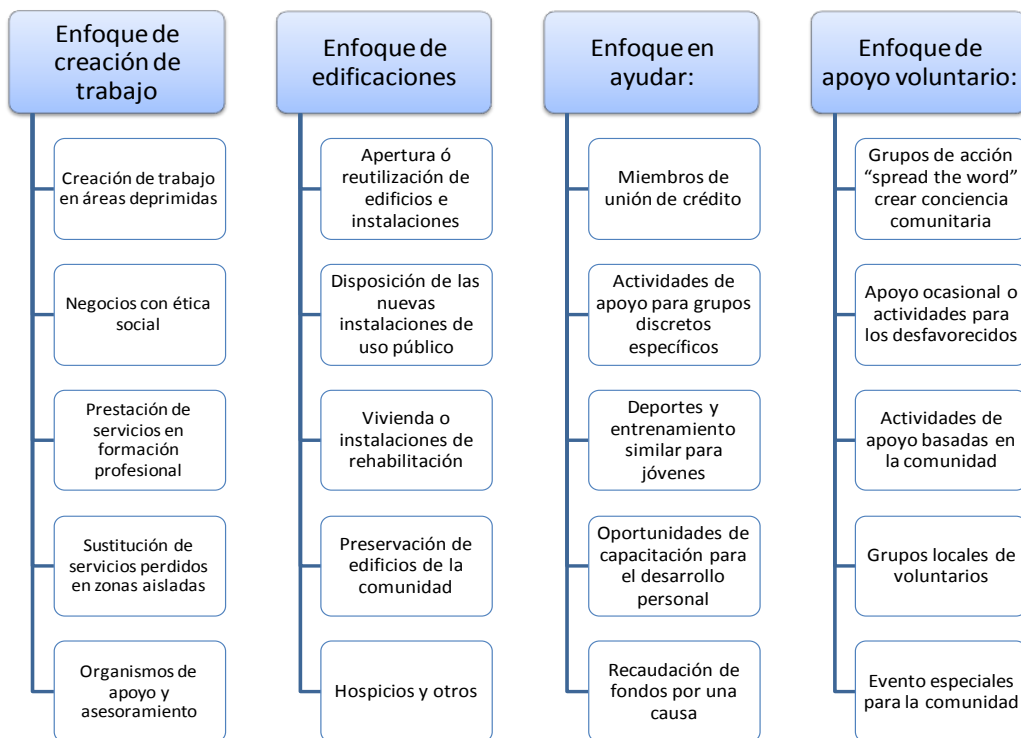 Enfoque de
creación de
trabajo
Creación de trabajo
en áreas deprimidas
Negocios con ética
social
Prestación de
servicios en
formación
profesional
Sustitución de
servicios perdidos
en zonas aisladas
Organismos de
apoyo y
asesoramiento
Enfoque de
edificaciones
Apertura ó
reutilización de
edificios e
instalaciones
Disposición de las
nuevas
instalaciones de
uso público
Vivienda o
instalaciones de
rehabilitación
Preservación de
edificios de la
comunidad
Hospicios y otros
Enfoque en
ayudar:
Miembros de
unión de crédito
Actividades de
apoyo para grupos
discretos
específicos
Deportes y
entrenamiento
similar para
jóvenes
Oportunidades de
capacitación para
el desarrollo
personal
Recaudación de
fondos por una
causa
Enfoque de
apoyo voluntario:
Grupos de acción
“spread the word”
crear conciencia
comunitaria
Apoyo ocasional o
actividades para
los desfavorecidos
Actividades de
apoyo basadas en
la comunidad
Grupos locales de
voluntarios
Evento especiales
para la comunidad